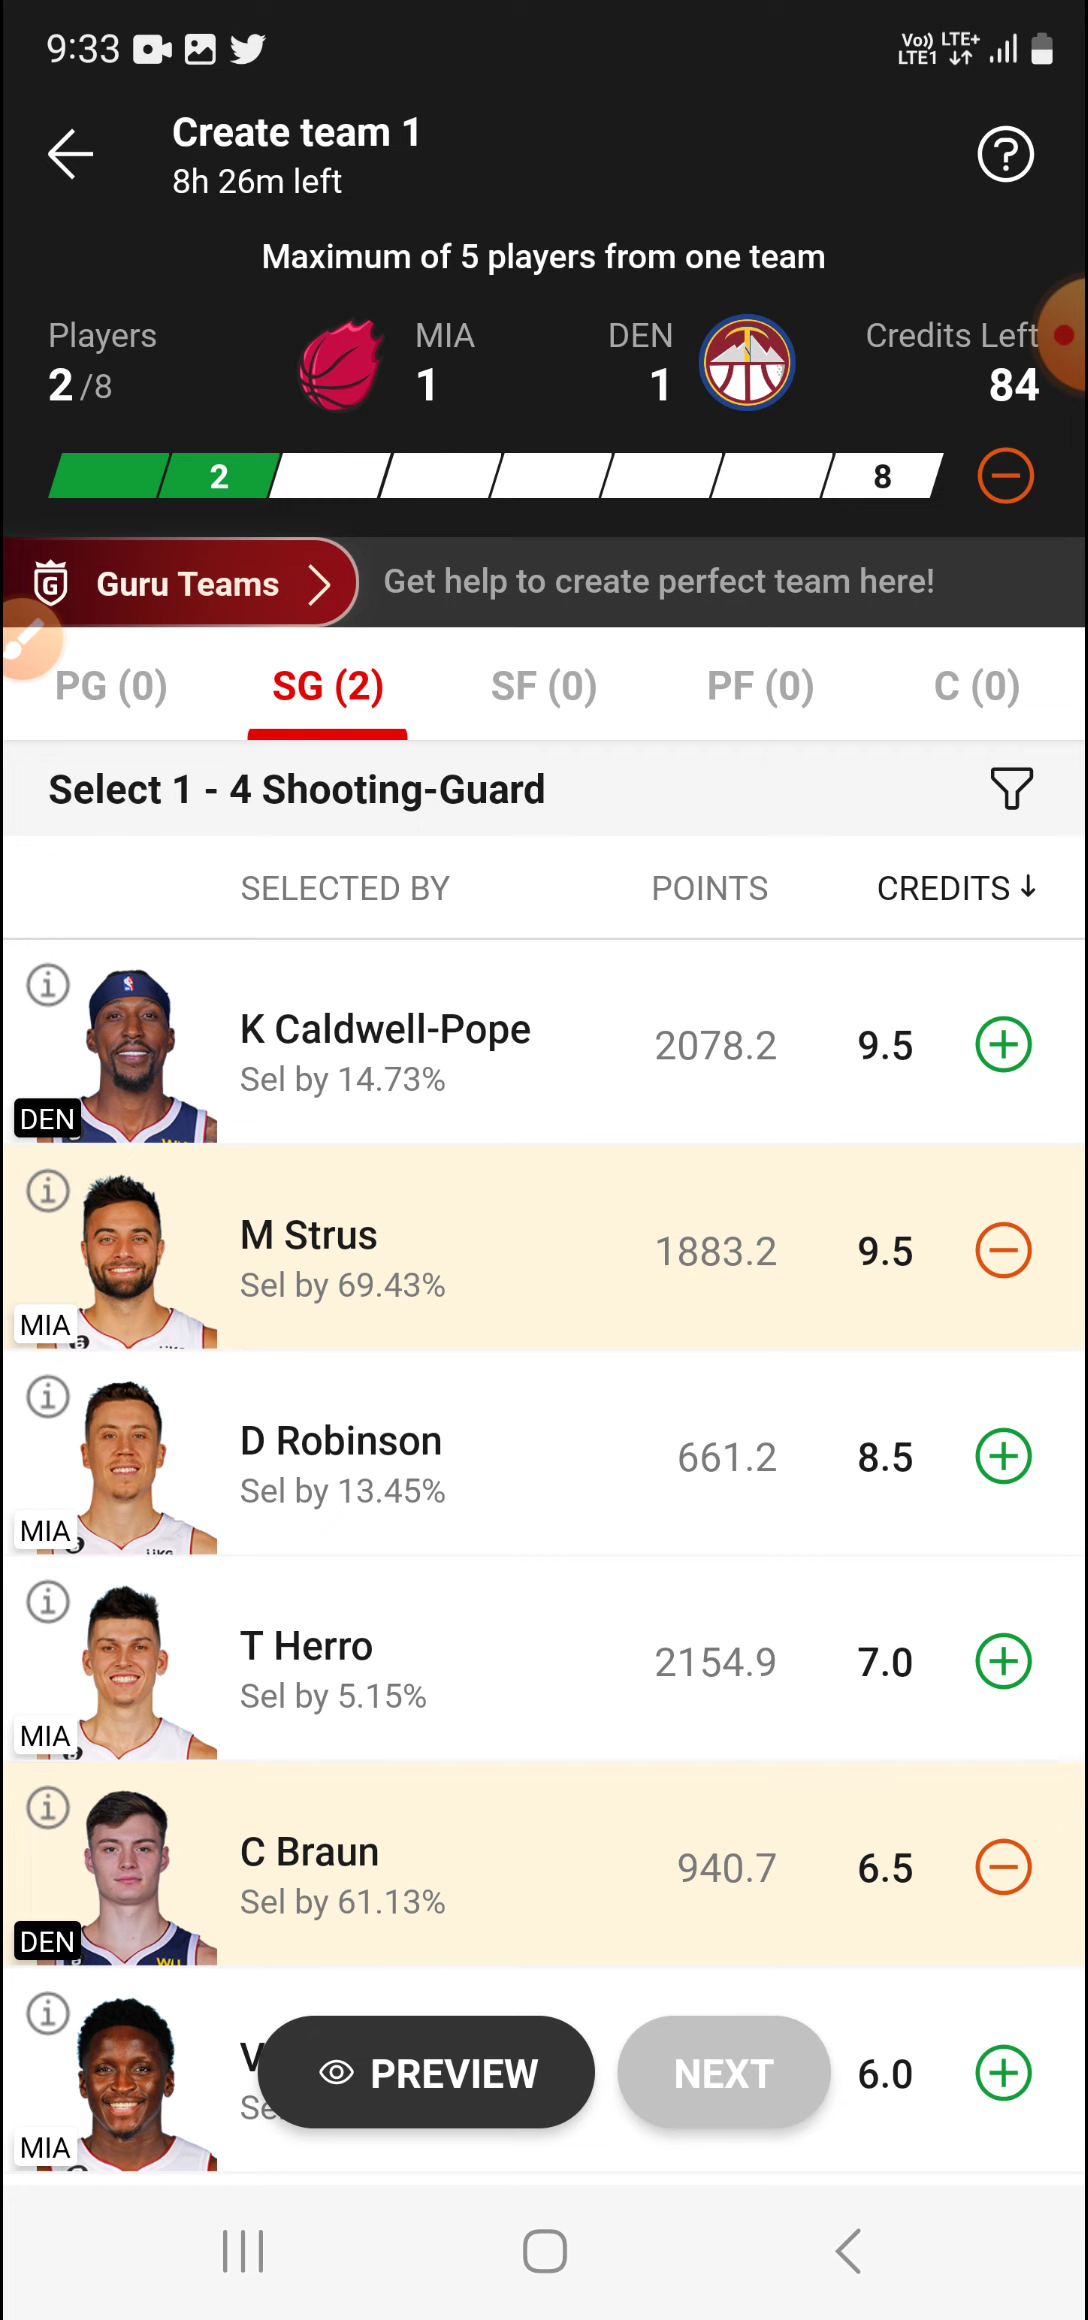 9:33
Vo)) LTE+
LTE1
Create team 1
8h 26m left
Maximum of 5 players from one team
Players MIA DEN Credits Left
2 /8 1 1 84
2 8
G Guru Teams Get help to create perfect team here!
PG (0) SG (2) SF (0) PF (0) C (0)
Select 1 - 4 Shooting-Guard
SELECTED BY POINTS CREDITS
K Caldwell-Pope 2078.2 9.5
Sel by 14.73%
DEN
M Strus 1883.2 9.5
Sel by 69.43%
MIA
D Robinson 661.2 8.5
Sel by 13.45%
MIA
T Herro 2154.9 7.0
Sel by 5.15%
MIA
C Braun 940.7 6.5
Sel by 61.13%
DEN
V PREVIEW NEXT 6.0
MIA